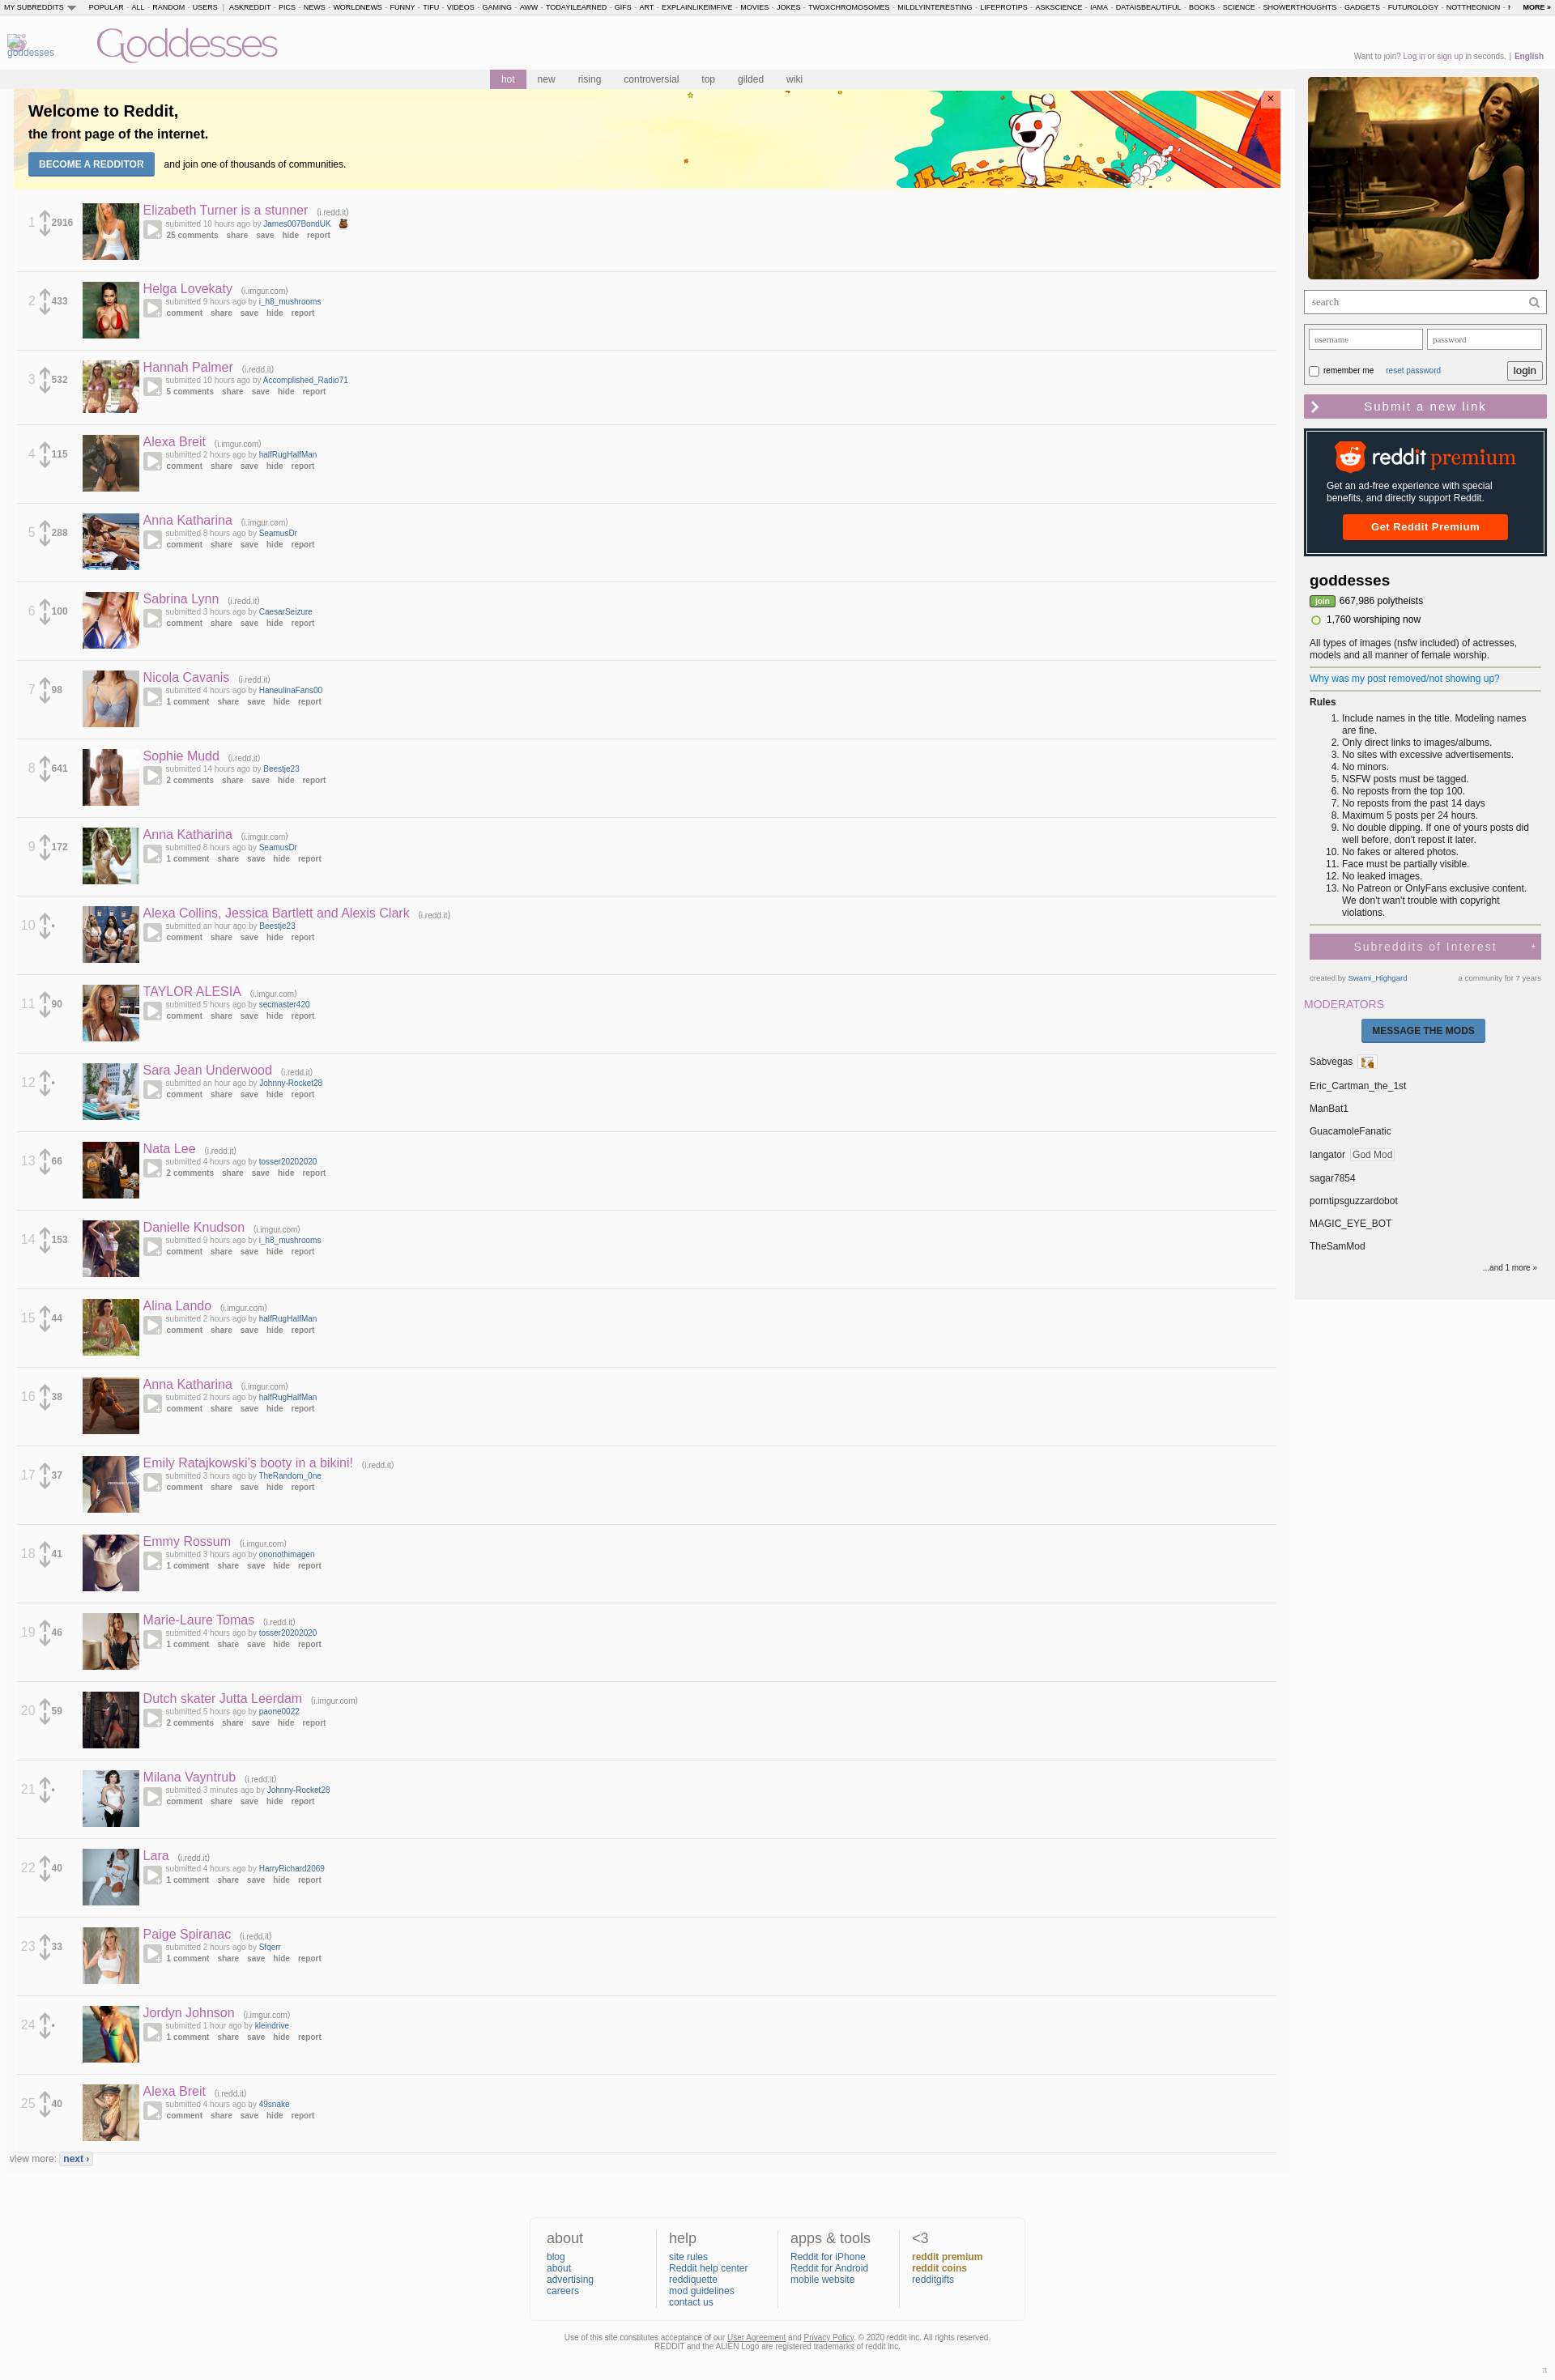 MY SUBREDDITS POPULAR - ALL - RANDOM - USERS | ASKREDDIT - PICS - NEWS - WORLDNEWS - FUNNY - TIFU - VIDEOS - GAMING - AWW - TODAYILEARNED - GIFS - ART - EXPLAINLIKEIMFIVE - MOVIES - JOKES - TWOXCHROMOSOMES - MILDLYINTERESTING - LIFEPROTIPS - ASKSCIENCE - IAMA - DATAISBEAUTIFUL - BOOKS - SCIENCE - SHOWERTHOUGHTS - GADGETS - FUTUROLOGY - NOTTHEONION - MORE »
goddesses
Goddesses
Want to join? Log in or sign up in seconds. | English
hot new rising controversial top gilded wiki
Welcome to Reddit,
the front page of the internet.
BECOME A REDDITOR and join one of thousands of communities.
×
1 2916 Elizabeth Turner is a stunner (i.redd.it)
submitted 10 hours ago by James007BondUK
25 comments share save hide report
2 433 Helga Lovekaty (i.imgur.com)
submitted 9 hours ago by i_h8_mushrooms
comment share save hide report
3 532 Hannah Palmer (i.redd.it)
submitted 10 hours ago by Accomplished_Radio71
5 comments share save hide report
4 115 Alexa Breit (i.imgur.com)
submitted 2 hours ago by halfRugHalfMan
comment share save hide report
5 288 Anna Katharina (i.imgur.com)
submitted 8 hours ago by SeamusDr
comment share save hide report
6 100 Sabrina Lynn (i.redd.it)
submitted 3 hours ago by CaesarSeizure
comment share save hide report
7 98 Nicola Cavanis (i.redd.it)
submitted 4 hours ago by HaneulinaFans00
1 comment share save hide report
8 641 Sophie Mudd (i.redd.it)
submitted 14 hours ago by Beestje23
2 comments share save hide report
9 172 Anna Katharina (i.imgur.com)
submitted 8 hours ago by SeamusDr
1 comment share save hide report
10 • Alexa Collins, Jessica Bartlett and Alexis Clark (i.redd.it)
submitted an hour ago by Beestje23
comment share save hide report
11 90 TAYLOR ALESIA (i.imgur.com)
submitted 5 hours ago by secmaster420
comment share save hide report
12 • Sara Jean Underwood (i.redd.it)
submitted an hour ago by Johnny-Rocket28
comment share save hide report
13 66 Nata Lee (i.redd.it)
submitted 4 hours ago by tosser20202020
2 comments share save hide report
14 153 Danielle Knudson (i.imgur.com)
submitted 9 hours ago by i_h8_mushrooms
comment share save hide report
15 44 Alina Lando (i.imgur.com)
submitted 2 hours ago by halfRugHalfMan
comment share save hide report
16 38 Anna Katharina (i.imgur.com)
submitted 2 hours ago by halfRugHalfMan
comment share save hide report
17 37 Emily Ratajkowski's booty in a bikini! (i.redd.it)
submitted 3 hours ago by TheRandom_0ne
comment share save hide report
18 41 Emmy Rossum (i.imgur.com)
submitted 3 hours ago by ononothimagen
1 comment share save hide report
19 46 Marie-Laure Tomas (i.redd.it)
submitted 4 hours ago by tosser20202020
1 comment share save hide report
20 59 Dutch skater Jutta Leerdam (i.imgur.com)
submitted 5 hours ago by paone0022
2 comments share save hide report
21 • Milana Vayntrub (i.redd.it)
submitted 3 minutes ago by Johnny-Rocket28
comment share save hide report
22 40 Lara (i.redd.it)
submitted 4 hours ago by HarryRichard2069
1 comment share save hide report
23 33 Paige Spiranac (i.redd.it)
submitted 2 hours ago by Sfqerr
1 comment share save hide report
24 • Jordyn Johnson (i.imgur.com)
submitted 1 hour ago by kleindrive
1 comment share save hide report
25 40 Alexa Breit (i.redd.it)
submitted 4 hours ago by 49snake
comment share save hide report
view more: next ›
search
username password
remember me reset password login
Submit a new link
reddit premium
Get an ad-free experience with special
benefits, and directly support Reddit.
Get Reddit Premium
goddesses
join 667,986 polytheists
1,760 worshiping now
All types of images (nsfw included) of actresses,
models and all manner of female worship.
Why was my post removed/not showing up?
Rules
1. Include names in the title. Modeling names
are fine.
2. Only direct links to images/albums.
3. No sites with excessive advertisements.
4. No minors.
5. NSFW posts must be tagged.
6. No reposts from the top 100.
7. No reposts from the past 14 days
8. Maximum 5 posts per 24 hours.
9. No double dipping. If one of yours posts did
well before, don't repost it later.
10. No fakes or altered photos.
11. Face must be partially visible.
12. No leaked images.
13. No Patreon or OnlyFans exclusive content.
We don't wan't trouble with copyright
violations.
Subreddits of Interest +
created by Swami_Highgard a community for 7 years
MODERATORS
MESSAGE THE MODS
Sabvegas
Eric_Cartman_the_1st
ManBat1
GuacamoleFanatic
Iangator God Mod
sagar7854
porntipsguzzardobot
MAGIC_EYE_BOT
TheSamMod
...and 1 more »
about
blog
about
advertising
careers
help
site rules
Reddit help center
reddiquette
mod guidelines
contact us
apps & tools
Reddit for iPhone
Reddit for Android
mobile website
<3
reddit premium
reddit coins
redditgifts
Use of this site constitutes acceptance of our User Agreement and Privacy Policy. © 2020 reddit inc. All rights reserved.
REDDIT and the ALIEN Logo are registered trademarks of reddit inc.
π